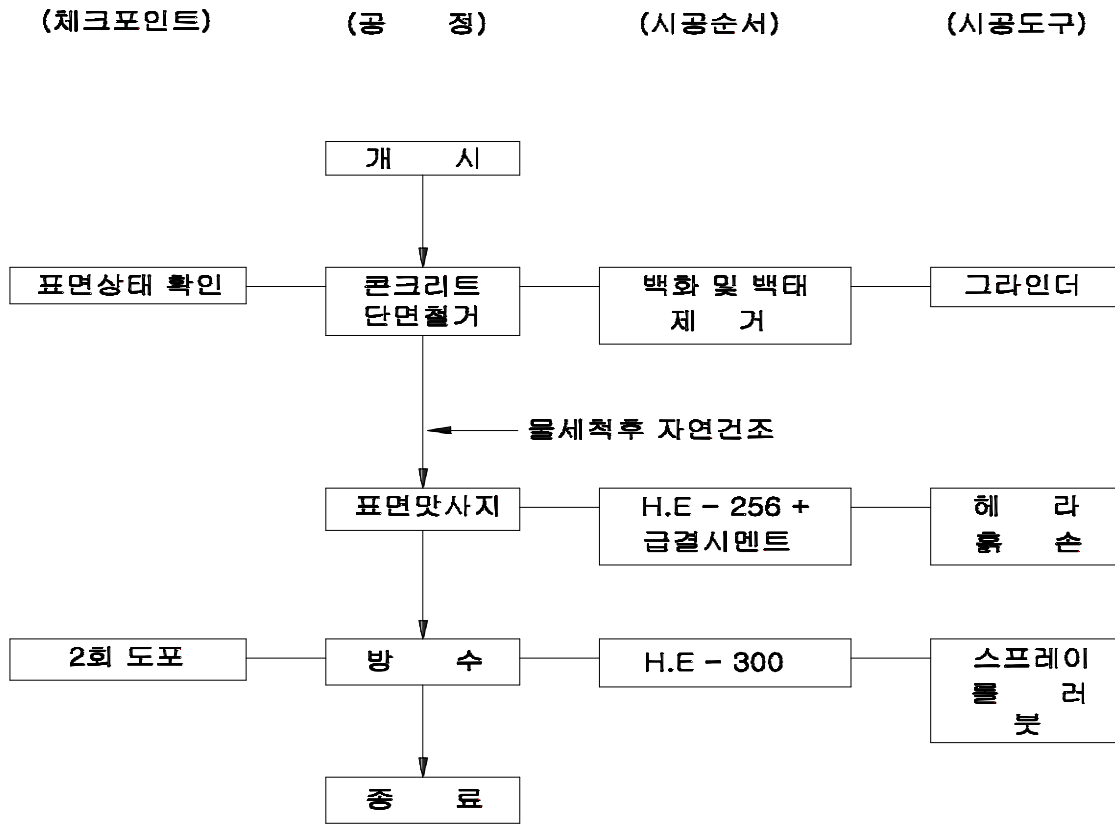 (체크포인트) (공 정) (시공순서) (시공도구)
개 시
표면상태 확인
콘크리트
단면철거
백화 및 백태
제 거
그라인더
물세척후 자연건조
표면맛사지
H.E - 256 +
급결시멘트
헤 라
흙 손
2회 도포
방 수
H.E - 300
스프레이
롤 러
붓
종 료